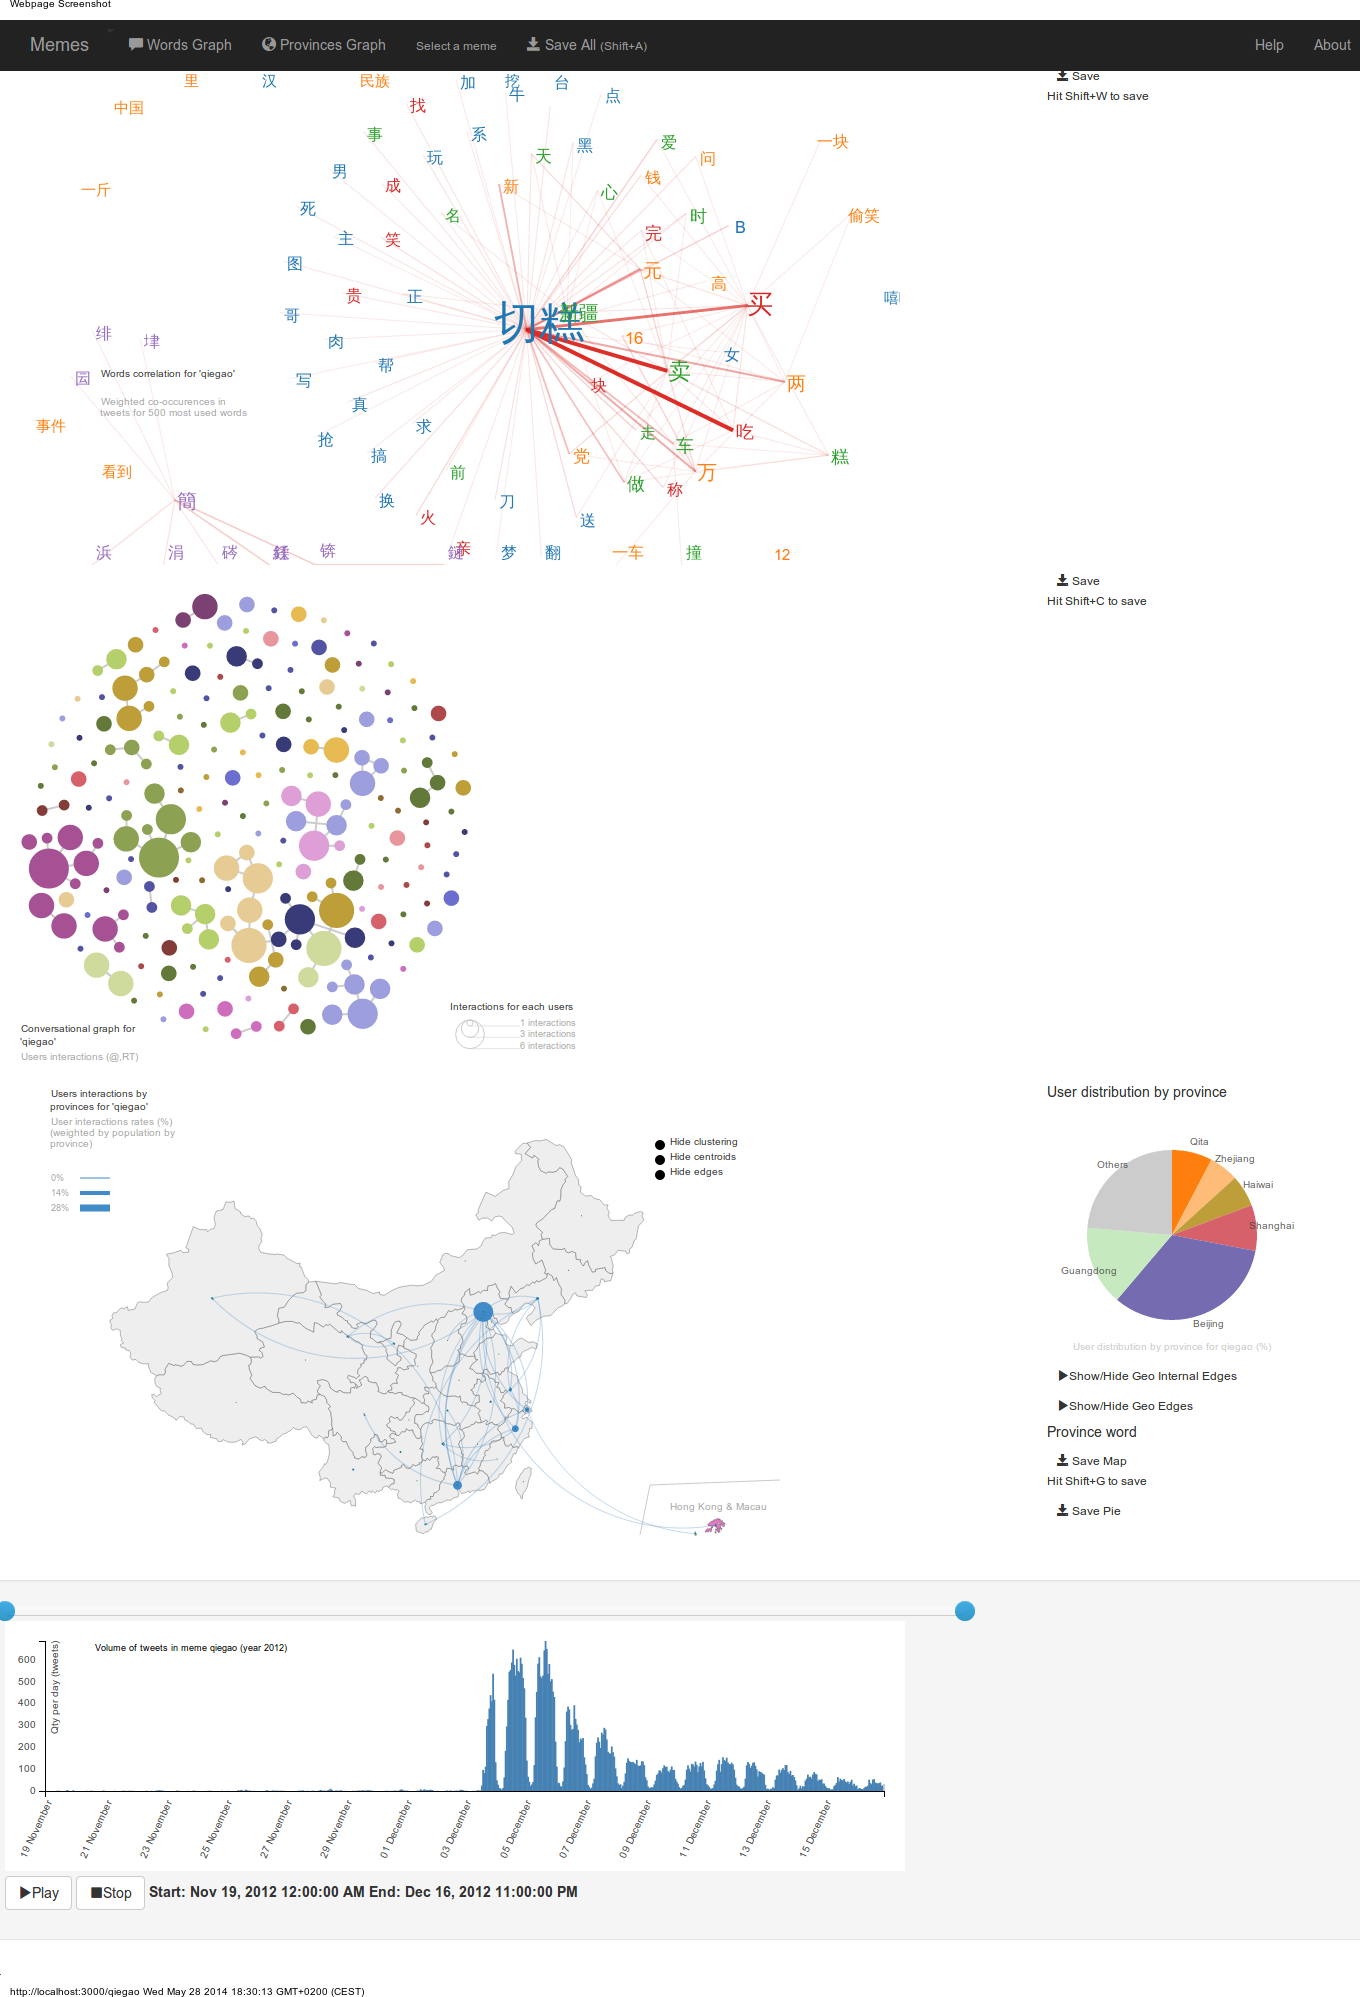 Webpage Screenshot
Memes Words Graph Provinces Graph Select a meme Save All (Shift+A) Help About
Save
Hit Shift+W to save
里 汉 民族 加 挖 台
牛 点
中国 找
事 系 黑 爱 一块
玩 天 问
男 成 新 钱
一斤 心
死 名 时 偷笑
主 笑 完 B
图 元
贵 正 高 买 嘻
哥 切糕 新疆
绯 肉 16
女
囩 Words correlation for 'qiegao' 写 帮 块 卖 两
Weighted co-occurences in
tweets for 500 most used words
真
事件 抢 求 走 车 吃
搞 党 糕
看到 前 万
簡 换 刀 做 称
火 送
浜 涓 碎 锛 亲 梦 翻 一车 撞 12
Save
Hit Shift+C to save
Interactions for each users
1 interactions
3 interactions
6 interactions
Conversational graph for
'qiegao'
Users interactions (@,RT)
Users interactions by
provinces for 'qiegao'
User interactions rates (%)
(weighted by population by
province)
0%
14%
28%
Hide clustering
Hide centroids
Hide edges
Hong Kong & Macau
User distribution by province
Qita
Zhejiang
Others
Haiwai
Shanghai
Guangdong
Beijing
User distribution by province for qiegao (%)
Show/Hide Geo Internal Edges
Show/Hide Geo Edges
Province word
Save Map
Hit Shift+G to save
Save Pie
Volume of tweets in meme qiegao (year 2012)
Qty per day (tweets)
600
500
400
300
200
100
0
19 November 21 November 23 November 25 November 27 November 29 November 01 December 03 December 05 December 07 December 09 December 11 December 13 December 15 December
Play Stop Start: Nov 19, 2012 12:00:00 AM End: Dec 16, 2012 11:00:00 PM
http://localhost:3000/qiegao Wed May 28 2014 18:30:13 GMT+0200 (CEST)